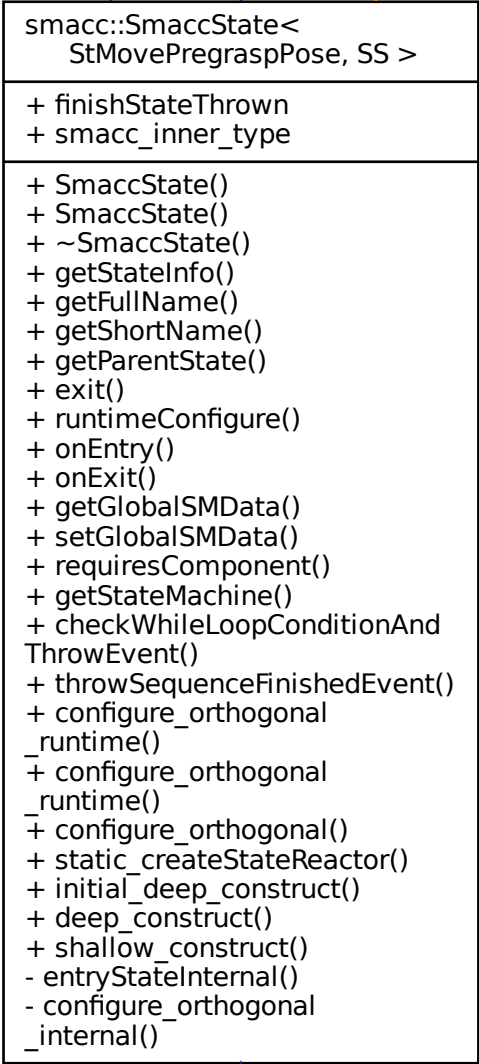 smacc::SmaccState<
StMovePregraspPose, SS >
+ finishStateThrown
+ smacc_inner_type
+ SmaccState()
+ SmaccState()
+ ~SmaccState()
+ getStateInfo()
+ getFullName()
+ getShortName()
+ getParentState()
+ exit()
+ runtimeConfigure()
+ onEntry()
+ onExit()
+ getGlobalSMData()
+ setGlobalSMData()
+ requiresComponent()
+ getStateMachine()
+ checkWhileLoopConditionAnd
ThrowEvent()
+ throwSequenceFinishedEvent()
+ configure_orthogonal
_runtime()
+ configure_orthogonal
_runtime()
+ configure_orthogonal()
+ static_createStateReactor()
+ initial_deep_construct()
+ deep_construct()
+ shallow_construct()
- entryStateInternal()
- configure_orthogonal
_internal()